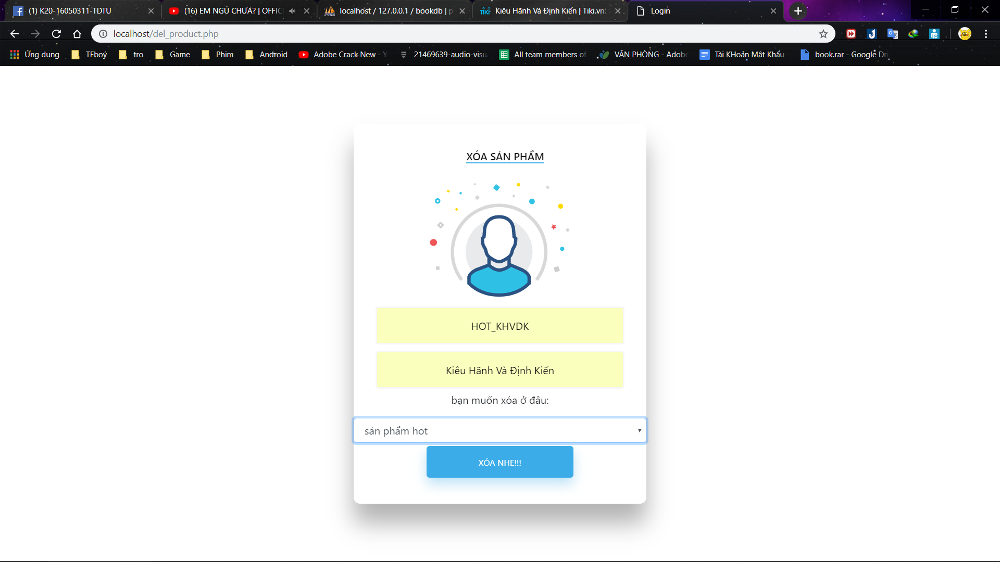 (1) K20-16050311-TDTU
(16) EM NGỦ CHƯA? | OFFIC
localhost / 127.0.0.1 / bookdb | p
TIKI Kiêu Hãnh Và Định Kiến | Tiki.vn:
Login
localhost/del_product.php
Ứng dụng
TFboý
trọ
Game
Phim
Android
Adobe Crack New - Y
21469639-audio-visu
All team members of
VĂN PHÒNG - Adobe
Tài KHoản Mật Khẩu
book.rar - Google Dri
XÓA SẢN PHẨM
HOT_KHVDK
Kiêu Hãnh Và Định Kiến
bạn muốn xóa ở đâu:
sản phẩm hot
XÓA NHE!!!